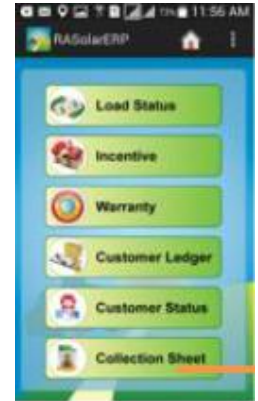 11:56 AM
RASolarERP
Load Status
Incentive
Warranty
Customer Ledger
Customer Status
Collection Sheet